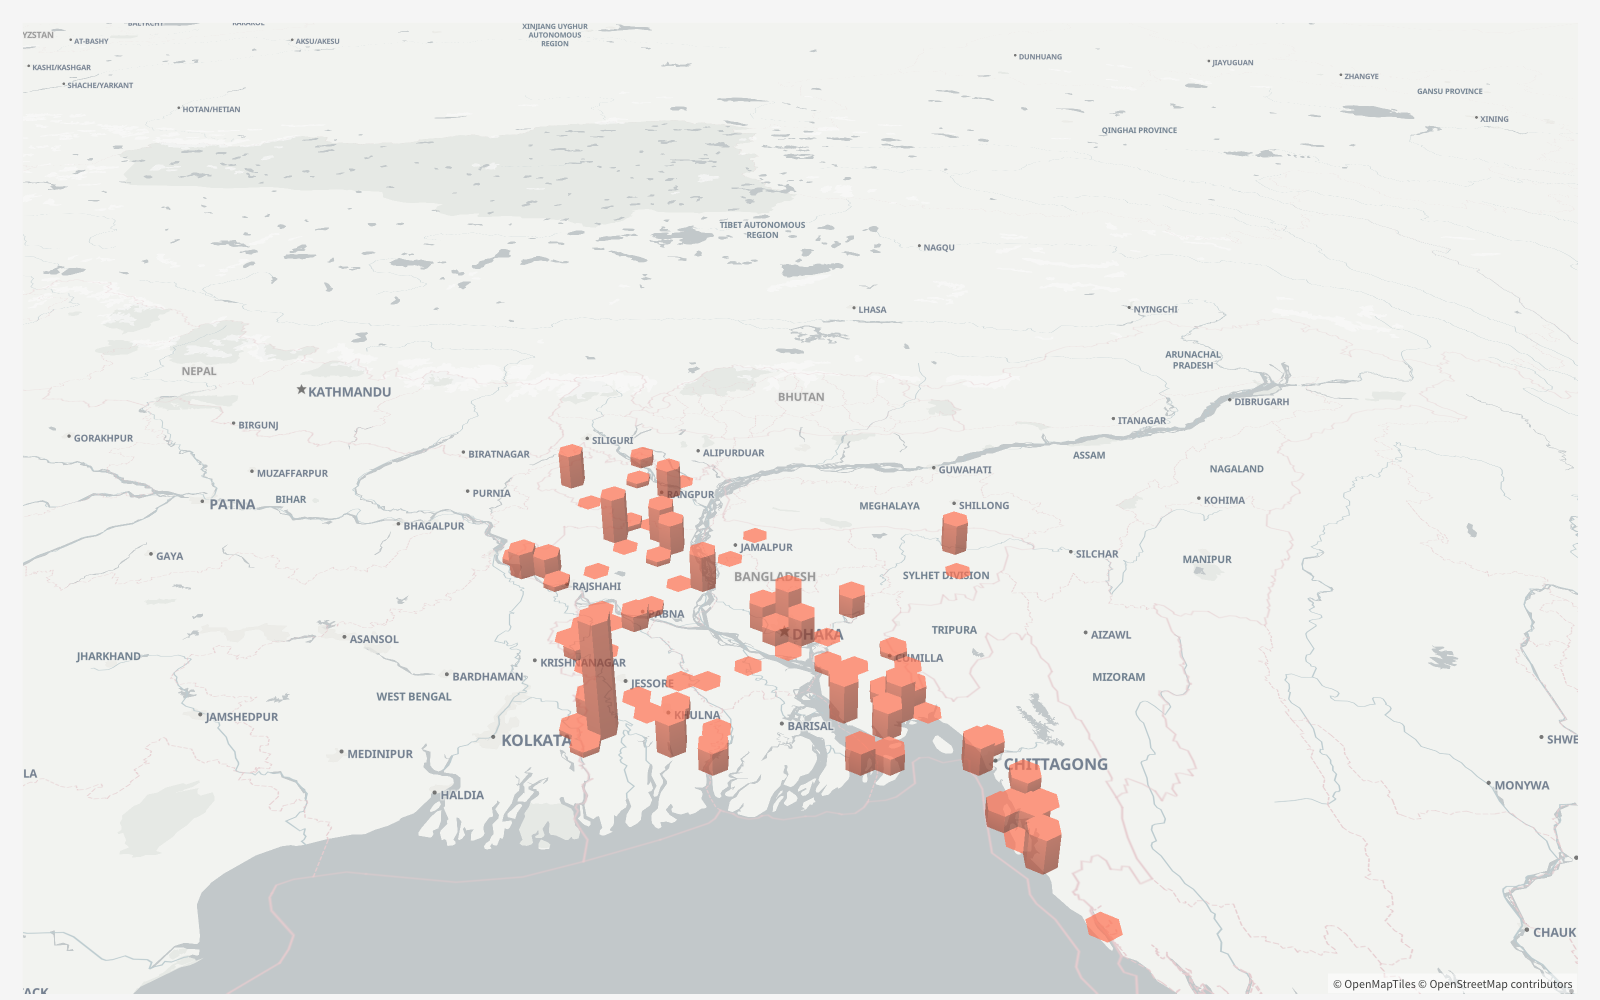 XINJIANG UYGHUR
AUTONOMOUS
REGION
YZSTAN
AT-BASHY
AKSU/AKESU
DUNHUANG
JIAYUGUAN
KASHI/KASHGAR
ZHANGYE
SHACHE/YARKANT
GANSU PROVINCE
HOTAN/HETIAN
XINING
QINGHAI PROVINCE
TIBET AUTONOMOUS
REGION
NAGQU
LHASA
NYINGCHI
ARUNACHAL
PRADESH
NEPAL
KATHMANDU
BHUTAN
DIBRUGARH
BIRGUNJ
ITANAGAR
GORAKHPUR
SILIGURI
BIRATNAGAR
ALIPURDUAR
ASSAM
MUZAFFARPUR
GUWAHATI
NAGALAND
PURNIA
RANGPUR
BIHAR
PATNA
MEGHALAYA
SHILLONG
KOHIMA
BHAGALPUR
JAMALPUR
GAYA
SILCHAR
MANIPUR
BANGLADESH
SYLHET DIVISION
RAJSHAHI
PABNA
DHAKA
TRIPURA
AIZAWL
ASANSOL
JHARKHAND
KRISHNANAGAR
CUMILLA
BARDHAMAN
MIZORAM
JESSORE
WEST BENGAL
JAMSHEDPUR
KHULNA
BARISAL
KOLKATA
SHWE
MEDINIPUR
CHITTAGONG
LA
MONYWA
HALDIA
CHAUK
ACK
© OpenMapTiles © OpenStreetMap contributors